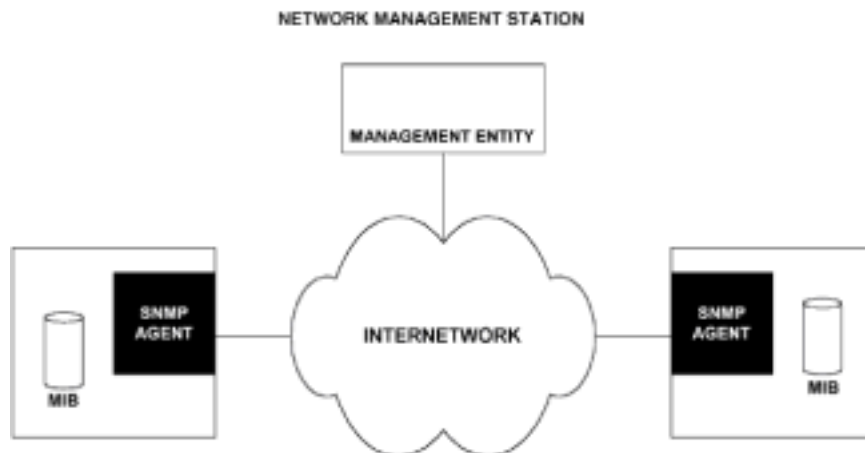 NETWORK MANAGEMENT STATION
MANAGEMENT ENTITY
SNMP
AGENT
MIB
INTERNETWORK
SNMP
AGENT
MIB